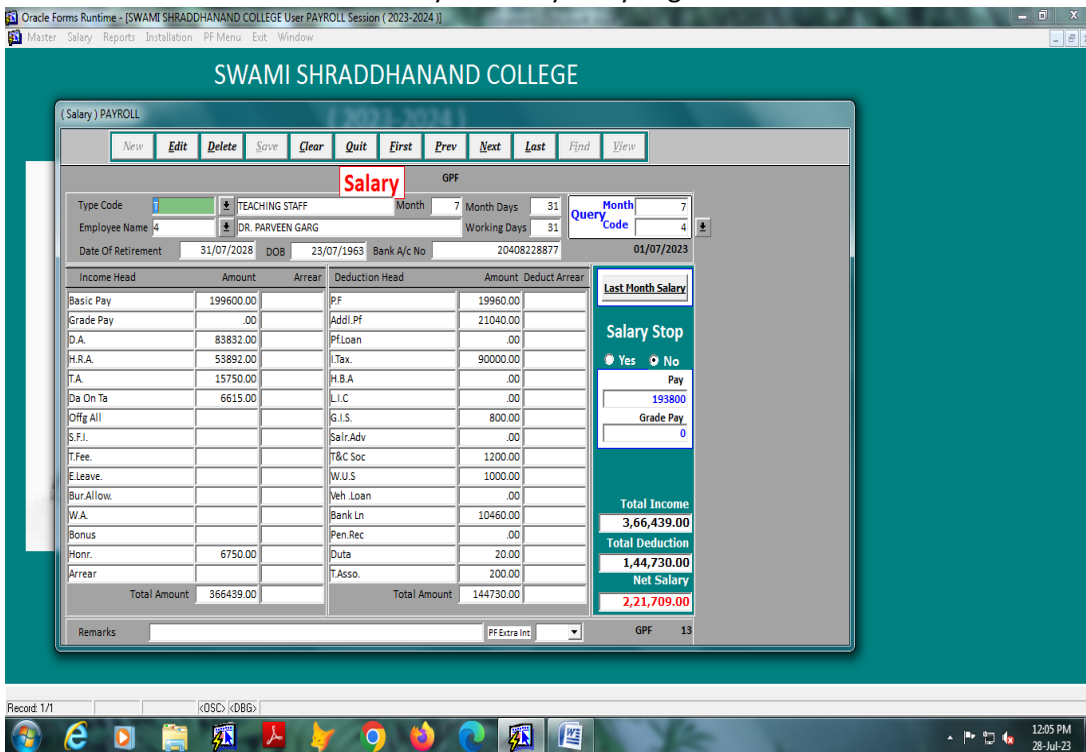 Oracle Forms Runtime - [SWAMI SHRADDHANAND COLLEGE User PAYROLL Session ( 2023-2024 )]
Master Salary Reports Installation PF Menu Exit Window
SWAMI SHRADDHANAND COLLEGE
( 2023-2024 )
( Salary ) PAYROLL
New Edit Delete Save Clear Quit First Prev Next Last Find View
Salary GPF
Type Code T TEACHING STAFF Month 7 Month Days 31 Query Month 7
Employee Name 4 DR. PARVEEN GARG Working Days 31 Code 4
Date Of Retirement 31/07/2028 DOB 23/07/1963 Bank A/c No 20408228877 01/07/2023
Income Head Amount Arrear Deduction Head Amount Deduct Arrear
Last Month Salary
Basic Pay 199600.00 P.F 19960.00
Grade Pay .00 Addl.Pf 21040.00
D.A. 83832.00 Pf.Loan .00
Salary Stop
H.R.A. 53892.00 I.Tax. 90000.00 Yes No
T.A. 15750.00 H.B.A .00 Pay
Da On Ta 6615.00 L.I.C .00 193800
Offg All G.I.S. 800.00 Grade Pay
S.F.I. Salr.Adv .00 0
T.Fee. T&C Soc 1200.00
E.Leave. W.U.S 1000.00
Bur.Allow. Veh .Loan .00 Total Income
W.A. Bank Ln 10460.00 3,66,439.00
Bonus Pen.Rec .00 Total Deduction
Honr. 6750.00 Duta 20.00 1,44,730.00
Arrear T.Asso. 200.00 Net Salary
Total Amount 366439.00 Total Amount 144730.00 2,21,709.00
Remarks PF Extra Int GPF 13
Record: 1/1 <OSC> <DBG>
12:05 PM
28-Jul-23